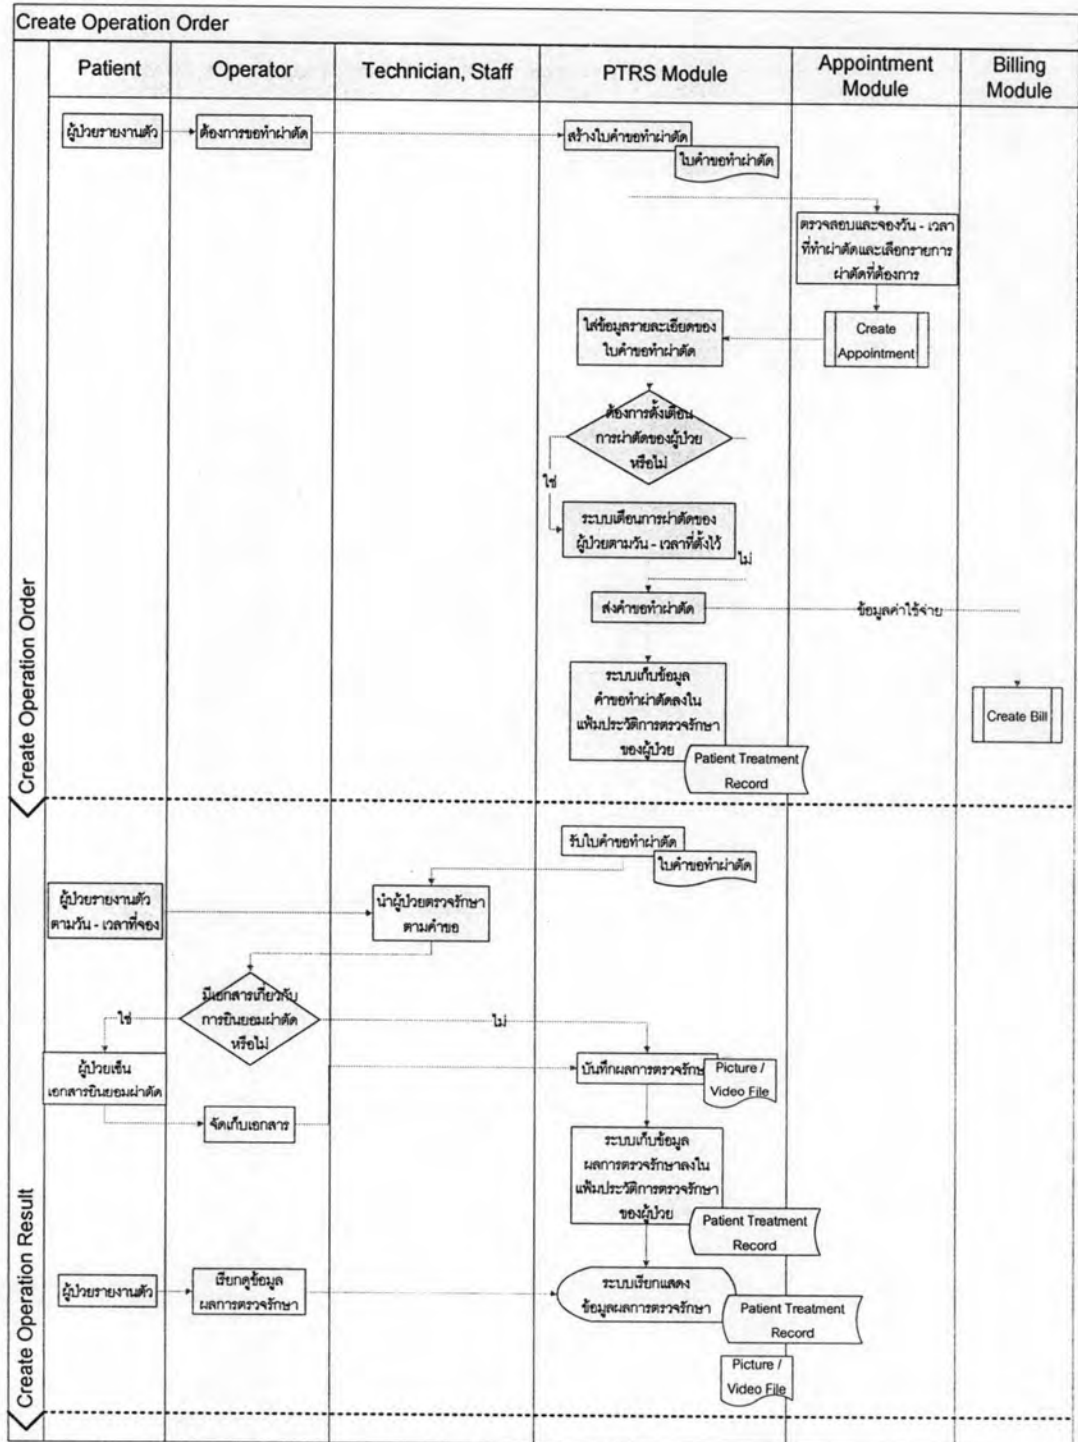 Create Operation Order
Patient
Operator
Technician, Staff
PTRS Module
Appointment
Module
Billing
Module
Create Operation Order
ผู้ป่วยรายงานตัว
ต้องการขอทำผ่าตัด
สร้างใบคำขอทำผ่าตัด
ใบคำขอทำผ่าตัด
ตรวจสอบและจองวัน - เวลา
ที่ทำผ่าตัดและเลือกรายการ
ผ่าตัดที่ต้องการ
ใส่ข้อมูลรายละเอียดของ
ใบคำขอทำผ่าตัด
Create
Appointment
ต้องการตั้งเตือน
การผ่าตัดของผู้ป่วย
หรือไม่
ใช่
ระบบเตือนการผ่าตัดของ
ผู้ป่วยตามวัน - เวลาที่ตั้งไว้
ไม่
ส่งคำขอทำผ่าตัด
ข้อมูลค่าใช้จ่าย
ระบบเก็บข้อมูล
คำขอทำผ่าตัดลงใน
แฟ้มประวัติการตรวจรักษา
ของผู้ป่วย
Create Bill
Patient Treatment
Record
Create Operation Result
รับใบคำขอทำผ่าตัด
ใบคำขอทำผ่าตัด
ผู้ป่วยรายงานตัว
ตามวัน - เวลาที่จอง
นำผู้ป่วยตรวจรักษา
ตามคำขอ
มีเอกสารเกี่ยวกับ
การยินยอมผ่าตัด
หรือไม่
ใช่
ไม่
ผู้ป่วยเซ็น
เอกสารยินยอมผ่าตัด
บันทึกผลการตรวจรักษา
Picture /
Video File
จัดเก็บเอกสาร
ระบบเก็บข้อมูล
ผลการตรวจรักษาลงใน
แฟ้มประวัติการตรวจรักษา
ของผู้ป่วย
Patient Treatment
Record
ผู้ป่วยรายงานตัว
เรียกดูข้อมูล
ผลการตรวจรักษา
ระบบเรียกแสดง
ข้อมูลผลการตรวจรักษา
Patient Treatment
Record
Picture /
Video File